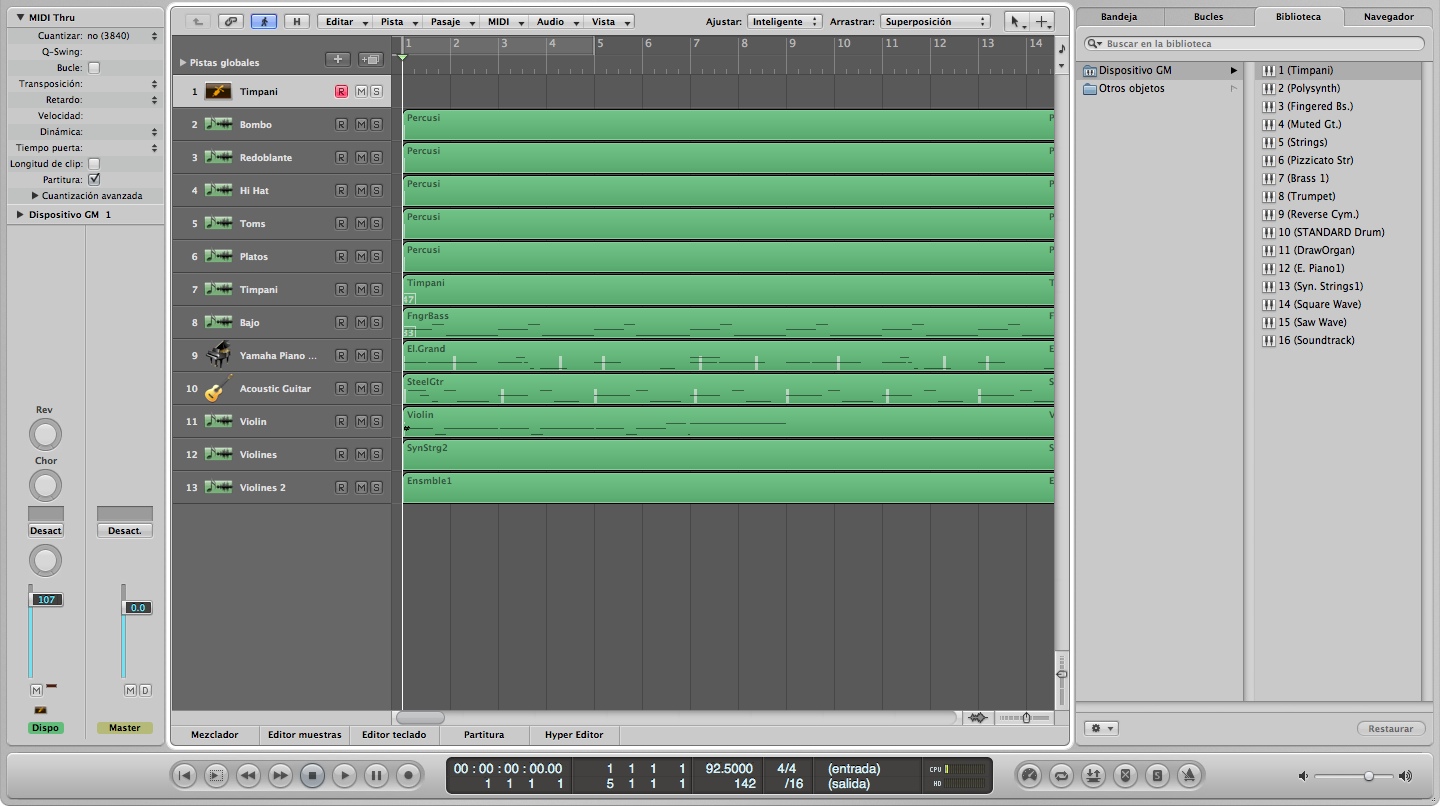 MIDI Thru
Cuantizar: no (3840)
Q-Swing:
Bucle:
Transposición:
Retardo:
Velocidad:
Dinámica:
Tiempo puerta:
Longitud de clip:
Partitura:
Cuantización avanzada
Dispositivo GM 1
Rev
Chor
Desact
Desact.
107
0.0
M
M D
Dispo
Master
H
Editar
Pista
Pasaje
MIDI
Audio
Vista
Ajustar: Inteligente
Arrastrar: Superposición
Pistas globales
1 2 3 4 5 6 7 8 9 10 11 12 13 14
1 Timpani R M S
2 Bombo R M S
Percusi P
3 Redoblante R M S
Percusi P
4 Hi Hat R M S
Percusi P
5 Toms R M S
Percusi P
6 Platos R M S
Percusi P
7 Timpani R M S
Timpani T
8 Bajo R M S
FngrBass F
9 Yamaha Piano ... R M S
El.Grand E
10 Acoustic Guitar R M S
SteelGtr S
11 Violin R M S
Violin V
12 Violines R M S
SynStrg2 S
13 Violines 2 R M S
Ensmble1 E
Mezclador
Editor muestras
Editor teclado
Partitura
Hyper Editor
Bandeja
Bucles
Biblioteca
Navegador
Buscar en la biblioteca
Dispositivo GM
Otros objetos
1 (Timpani)
2 (Polysynth)
3 (Fingered Bs.)
4 (Muted Gt.)
5 (Strings)
6 (Pizzicato Str)
7 (Brass 1)
8 (Trumpet)
9 (Reverse Cym.)
10 (STANDARD Drum)
11 (DrawOrgan)
12 (E. Piano1)
13 (Syn. Strings1)
14 (Square Wave)
15 (Saw Wave)
16 (Soundtrack)
Restaurar
00 : 00 : 00 : 00.00
1 1 1 1
1 1 1 1
5 1 1 1
92.5000
142
4/4
/16
(entrada)
(salida)
CPU
HD
S